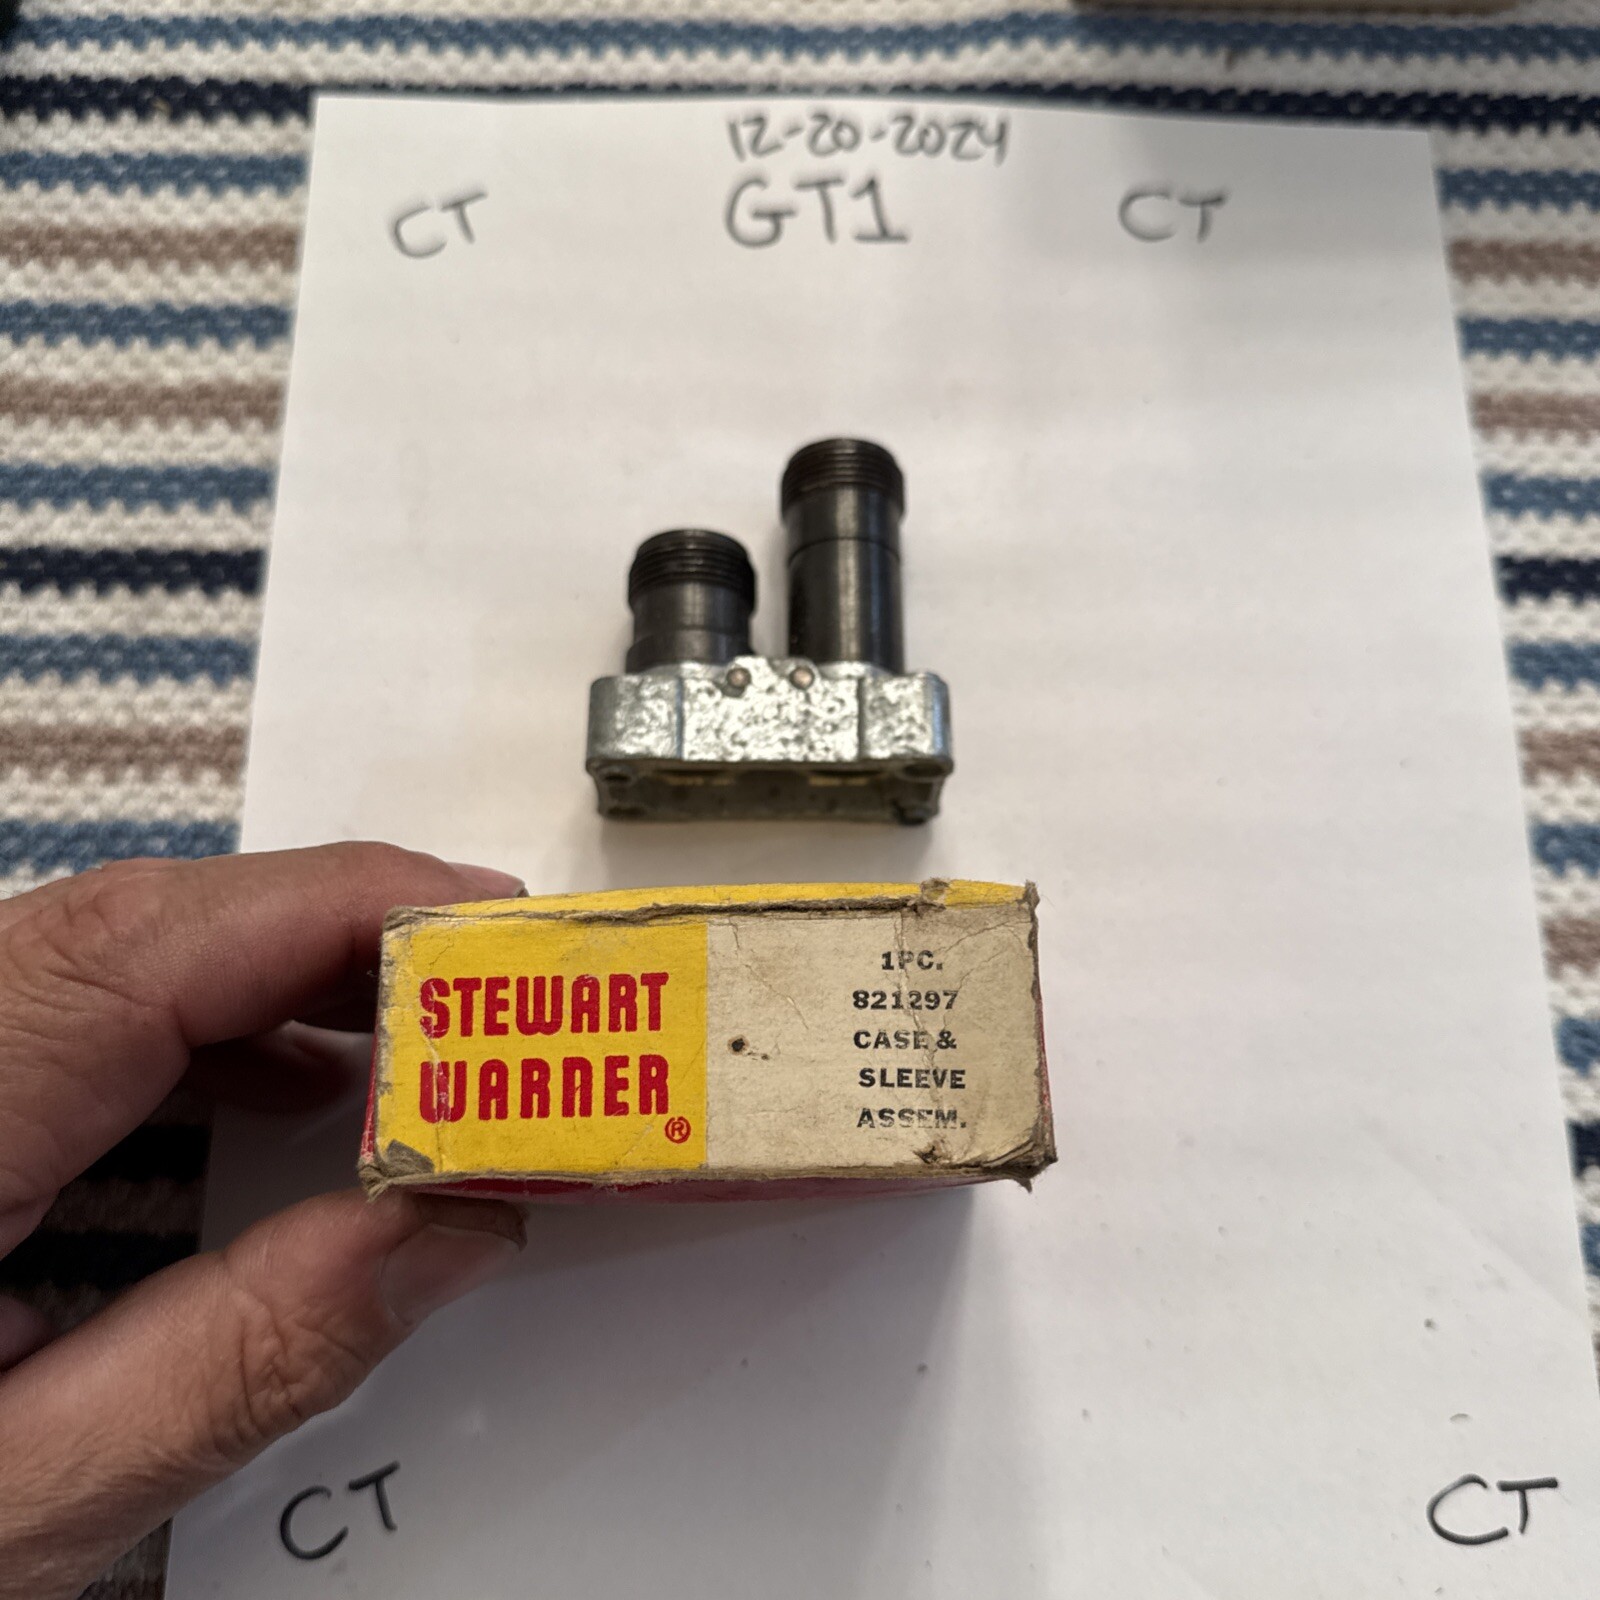 12-20-2024
CT GT1 CT
STEWART
WARNER®
1PC.
821297
CASE &
SLEEVE
ASSEM.
CT CT